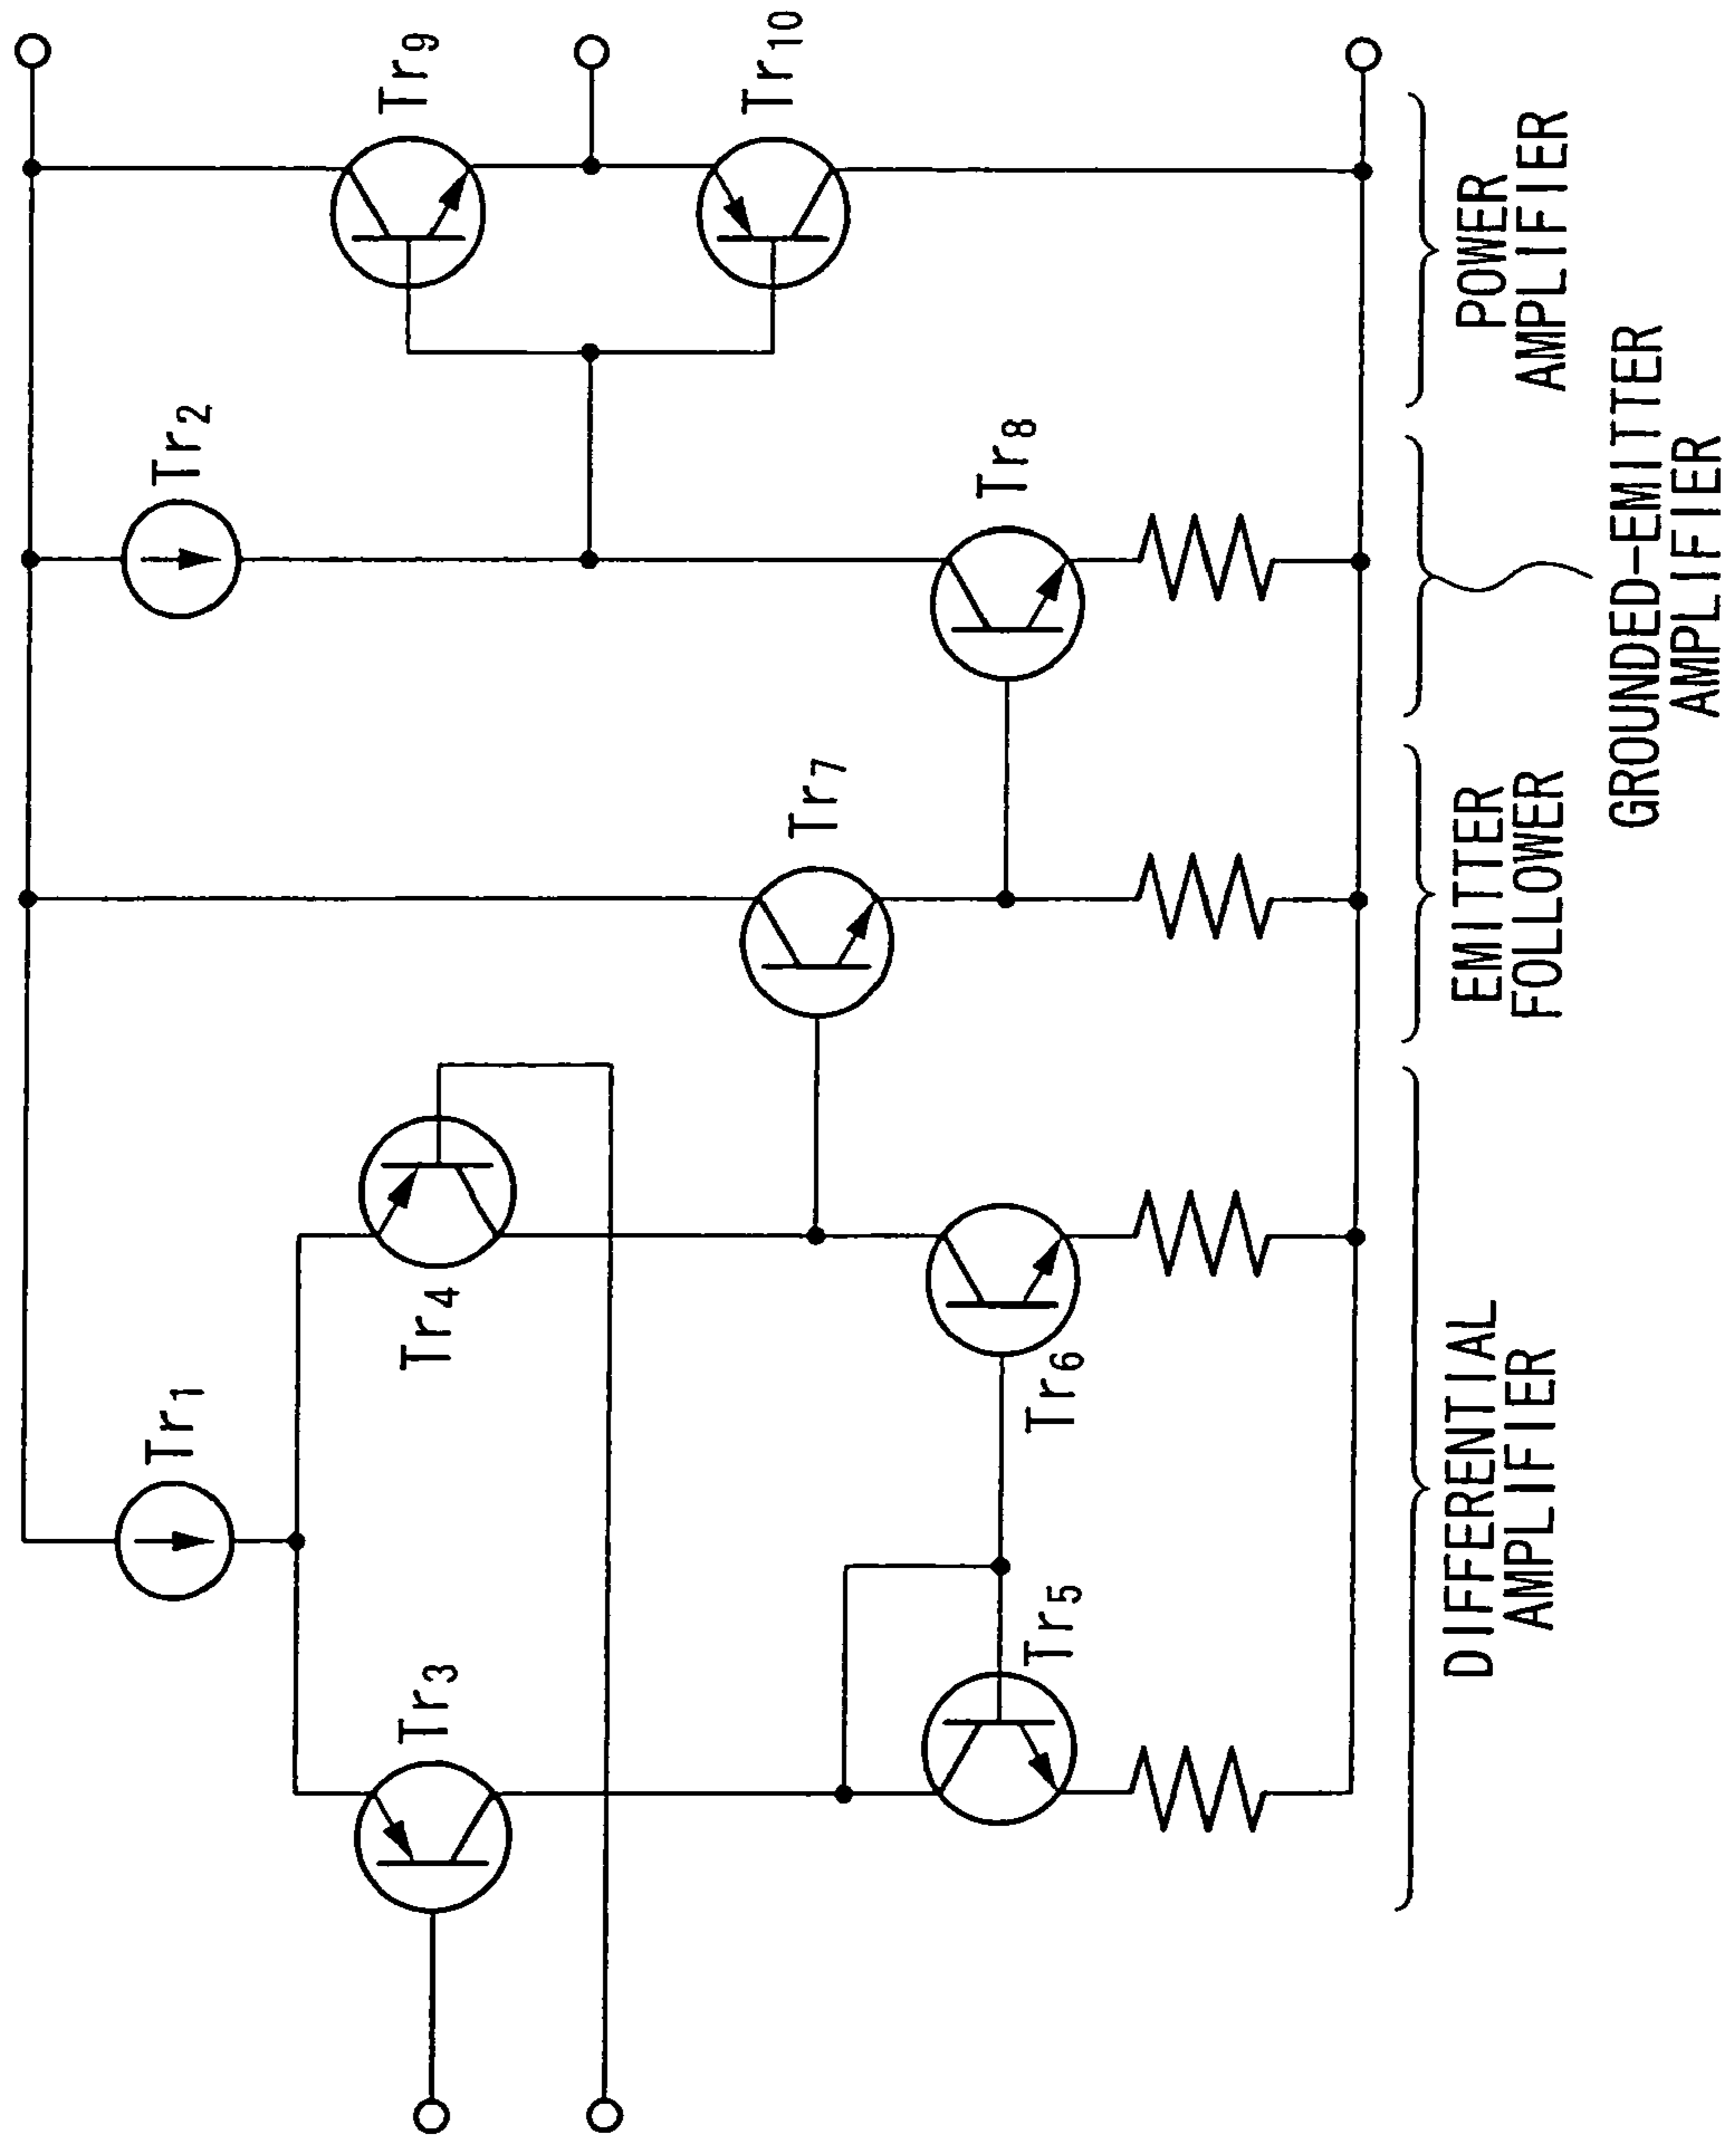 Tr1
Tr2
Tr3
Tr4
Tr5
Tr6
Tr7
Tr8
Tr9
Tr10
DIFFERENTIAL
AMPLIFIER
EMITTER
FOLLOWER
GROUNDED-EMITTER
AMPLIFIER
POWER
AMPLIFIER